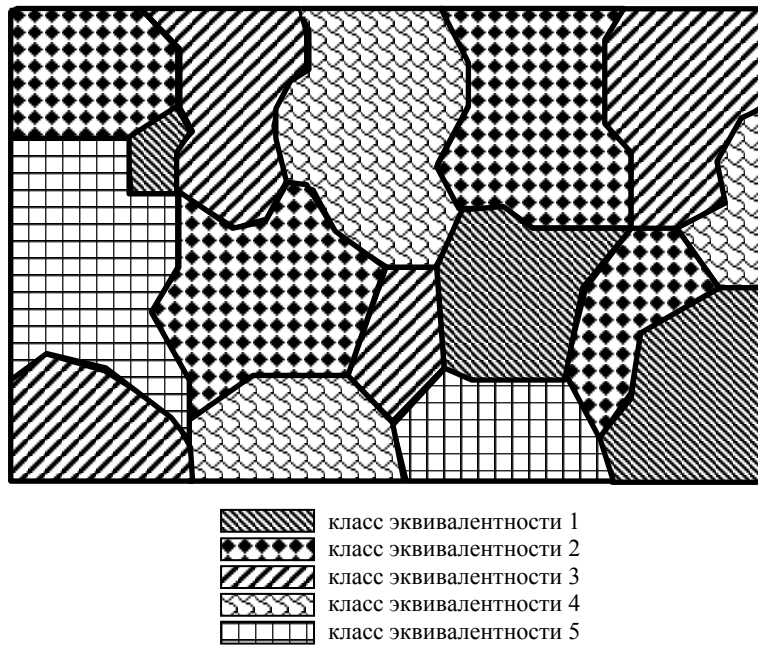 класс эквивалентности 1
класс эквивалентности 2
класс эквивалентности 3
класс эквивалентности 4
класс эквивалентности 5